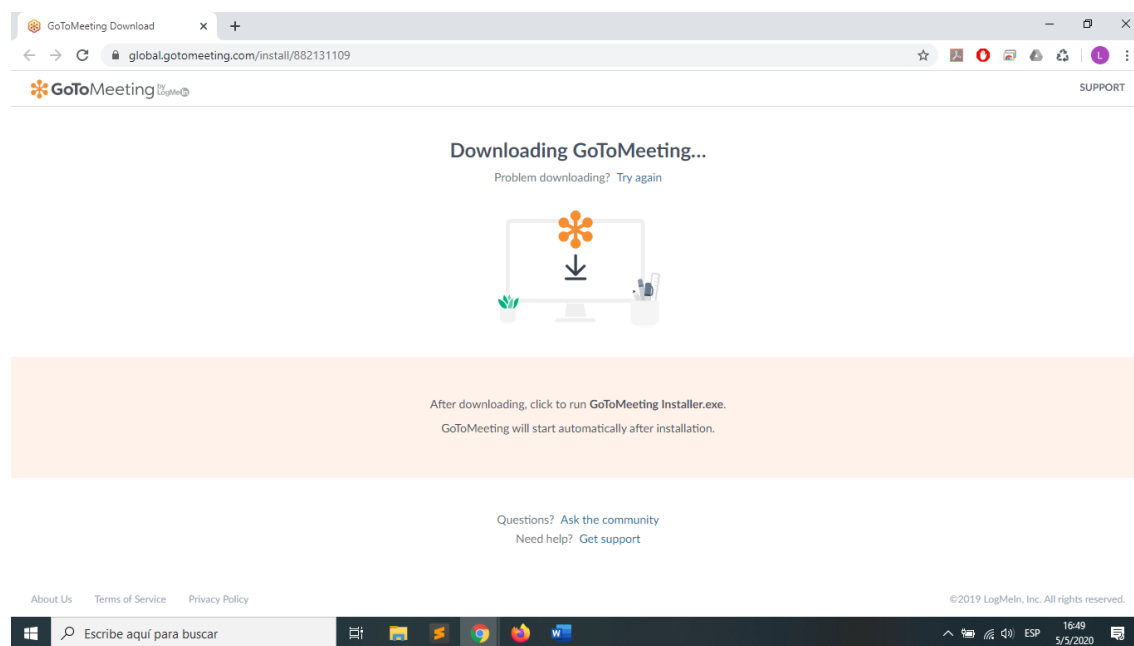 GoToMeeting Download
global.gotomeeting.com/install/882131109
L
GoToMeeting by LogMeIn
SUPPORT
Downloading GoToMeeting...
Problem downloading? Try again
After downloading, click to run GoToMeeting Installer.exe.
GoToMeeting will start automatically after installation.
Questions? Ask the community
Need help? Get support
About Us Terms of Service Privacy Policy
©2019 LogMeIn, Inc. All rights reserved.
Escribe aquí para buscar
ESP
16:49
5/5/2020